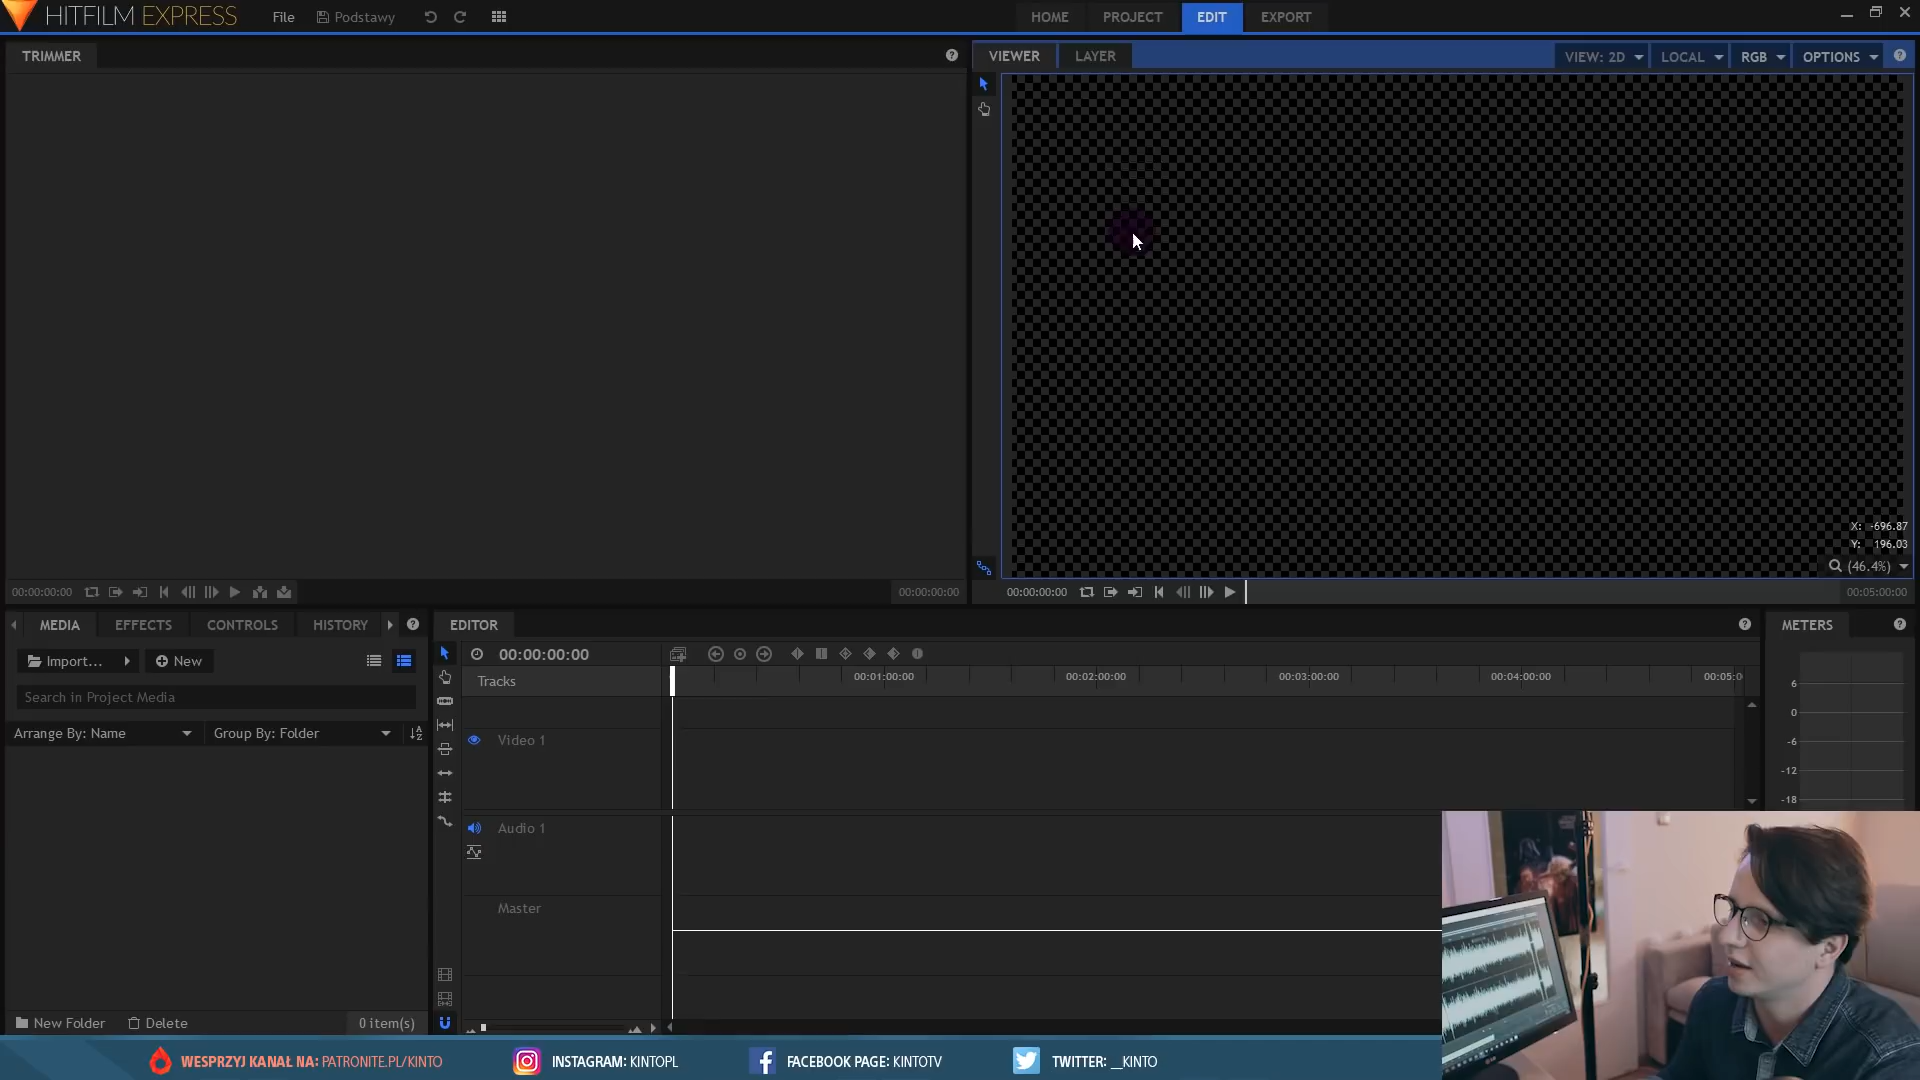 HITFILM EXPRESS
File
Podstawy
HOME
PROJECT
EDIT
EXPORT
TRIMMER
VIEWER
LAYER
VIEW: 2D
LOCAL
RGB
OPTIONS
X: -696.87
Y: 196.03
(46.4%)
00:00:00:00
00:00:00:00
00:00:00:00
00:05:00:00
MEDIA
EFFECTS
CONTROLS
HISTORY
EDITOR
METERS
Import...
New
00:00:00:00
Tracks
00:01:00:00
00:02:00:00
00:03:00:00
00:04:00:00
00:05:0
Search in Project Media
Arrange By: Name
Group By: Folder
Video 1
Audio 1
Master
6
0
-6
-12
-18
New Folder
Delete
0 item(s)
WESPRZYJ KANAŁ NA: PATRONITE.PL/KINTO
INSTAGRAM: KINTOPL
FACEBOOK PAGE: KINTOTV
TWITTER: __KINTO